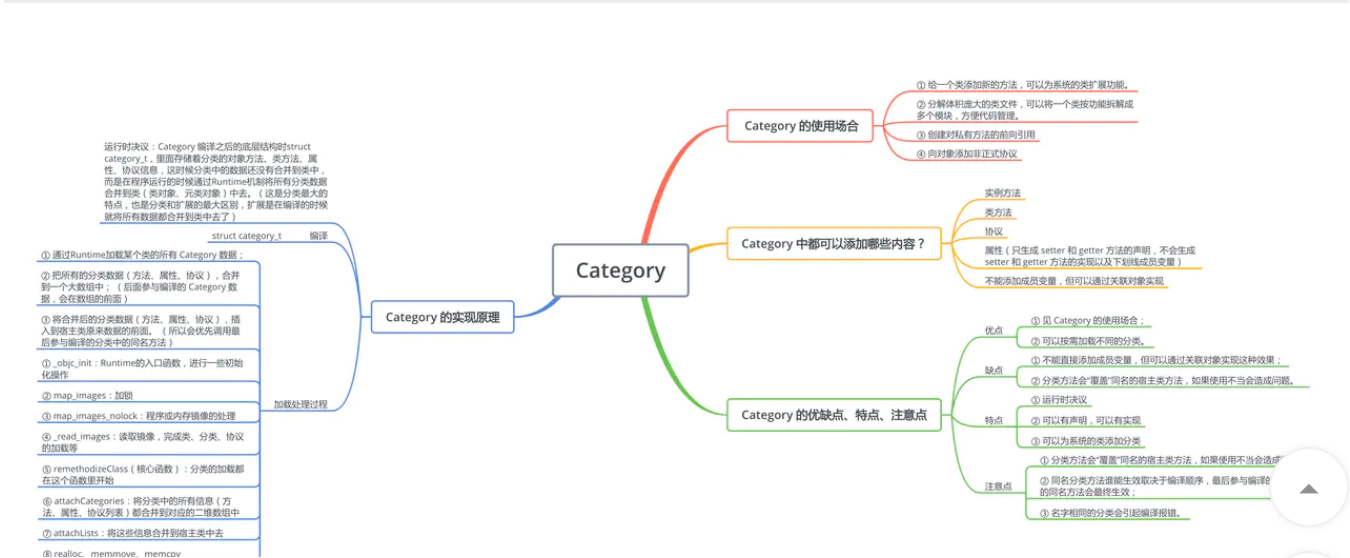 Category
Category 的使用场合
① 给一个类添加新的方法，可以为系统的类扩展功能。
② 分解体积庞大的类文件，可以将一个类按功能拆解成
多个模块，方便代码管理。
③ 创建对私有方法的前向引用
④ 向对象添加非正式协议
Category 中都可以添加哪些内容？
实例方法
类方法
协议
属性（只生成 setter 和 getter 方法的声明，不会生成
setter 和 getter 方法的实现以及下划线成员变量）
不能添加成员变量，但可以通过关联对象实现
Category 的优缺点、特点、注意点
优点
① 见 Category 的使用场合；
② 可以按需加载不同的分类。
缺点
① 不能直接添加成员变量，但可以通过关联对象实现这种效果；
② 分类方法会“覆盖”同名的宿主类方法，如果使用不当会造成问题。
特点
① 运行时决议
② 可以有声明，可以有实现
③ 可以为系统的类添加分类
注意点
① 分类方法会“覆盖”同名的宿主类方法，如果使用不当会造成
② 同名分类方法谁能生效取决于编译顺序，最后参与编译的
的同名方法会最终生效；
③ 名字相同的分类会引起编译报错。
Category 的实现原理
运行时决议：Category 编译之后的底层结构时struct
category_t，里面存储着分类的对象方法、类方法、属
性、协议信息，这时候分类中的数据还没有合并到类中，
而是在程序运行的时候通过Runtime机制将所有分类数据
合并到类（类对象、元类对象）中去。（这是分类最大的
特点，也是分类和扩展的最大区别，扩展是在编译的时候
就将所有数据都合并到类中去了）
struct category_t 编译
加载处理过程
① 通过Runtime加载某个类的所有 Category 数据；
② 把所有的分类数据（方法、属性、协议），合并
到一个大数组中；（后面参与编译的 Category 数
据，会在数组的前面）
③ 将合并后的分类数据（方法、属性、协议），插
入到宿主类原来数据的前面。（所以会优先调用最
后参与编译的分类中的同名方法）
① _objc_init：Runtime的入口函数，进行一些初始
化操作
② map_images：加锁
③ map_images_nolock：程序或内存镜像的处理
④ _read_images：读取镜像，完成类、分类、协议
的加载等
⑤ remethodizeClass（核心函数）：分类的加载都
在这个函数里开始
⑥ attachCategories：将分类中的所有信息（方
法、属性、协议列表）都合并到对应的二维数组中
⑦ attachLists：将这些信息合并到宿主类中去
⑧ realloc、memmove、memcpy